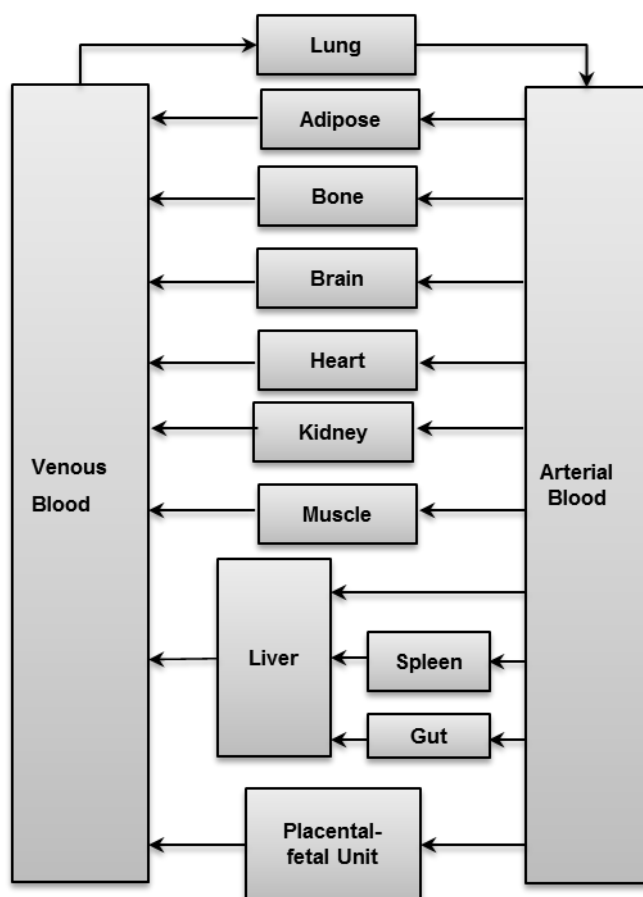 Lung
Adipose
Bone
Brain
Heart
Kidney
Venous
Blood
Arterial
Blood
Muscle
Liver
Spleen
Gut
Placental-
fetal Unit